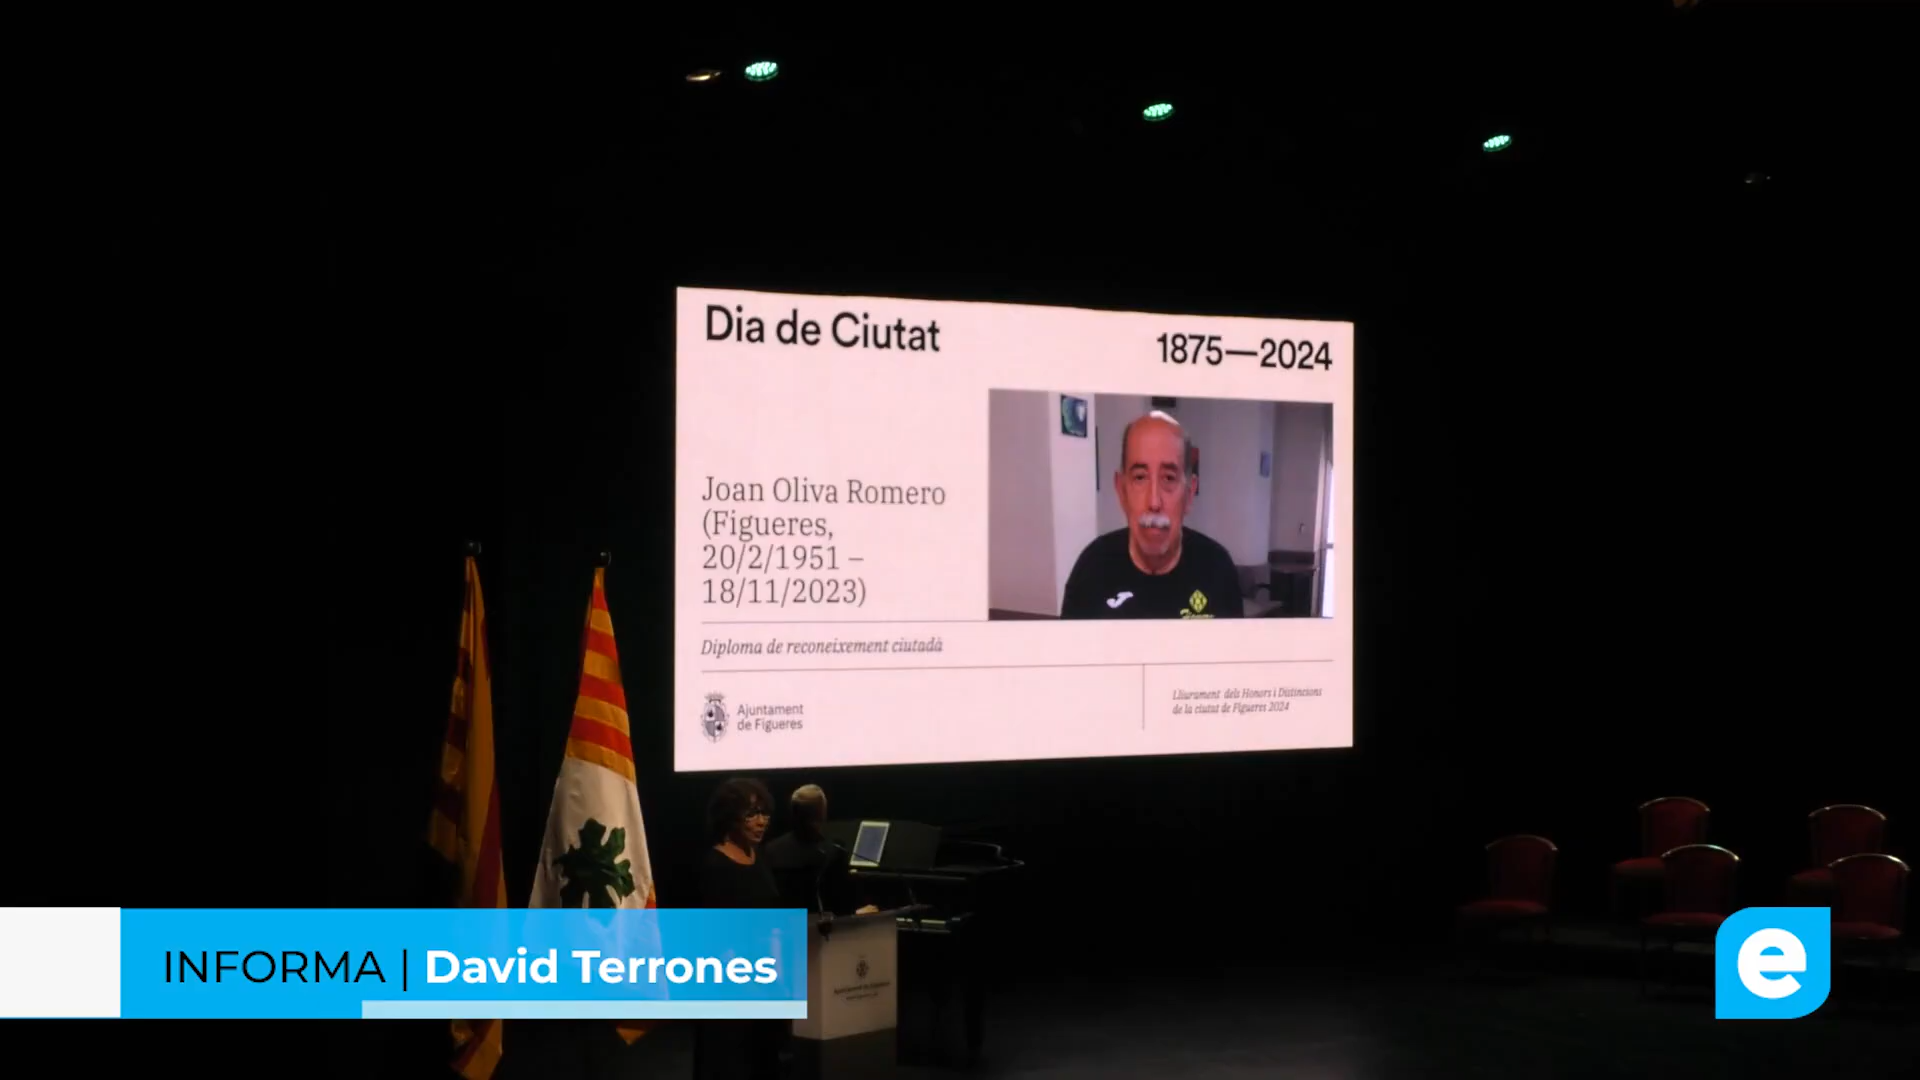 Dia de Ciutat
1875—2024
Joan Oliva Romero
(Figueres,
20/2/1951 –
18/11/2023)
Diploma de reconeixement ciutadà
Ajuntament
de Figueres
Lliurament dels Honors i Distincions
de la ciutat de Figueres 2024
INFORMA | David Terrones
e